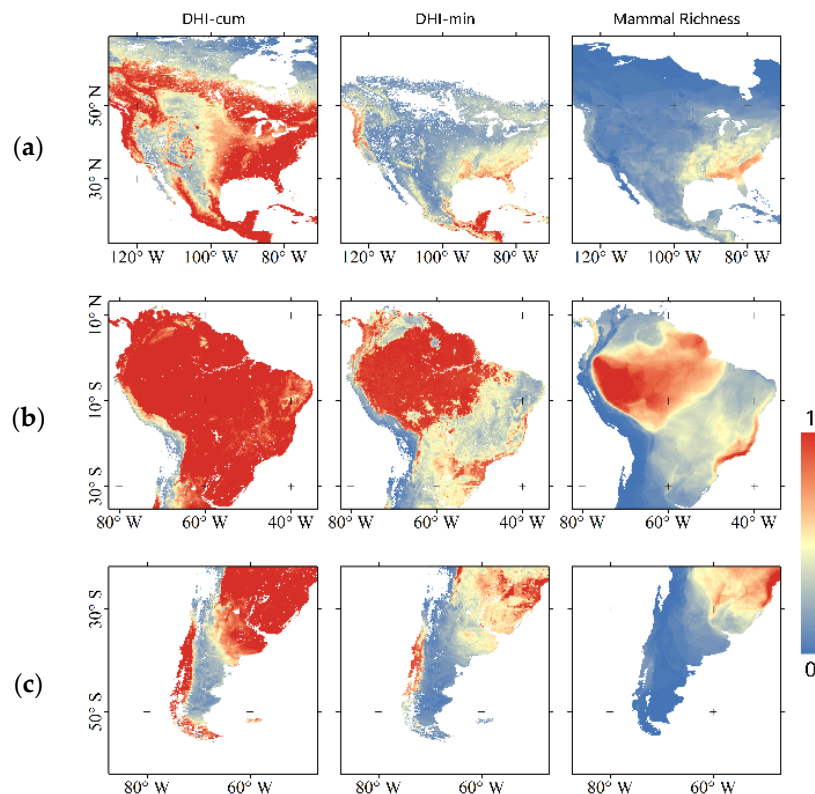 DHI-cum DHI-min Mammal Richness
(a)
50° N
30° N
120° W 100° W 80° W 120° W 100° W 80° W 120° W 100° W 80° W
(b)
10° N
10° S
30° S
80° W 60° W 40° W 80° W 60° W 40° W 80° W 60° W 40° W
1
0
(c)
30° S
50° S
80° W 60° W 80° W 60° W 80° W 60° W